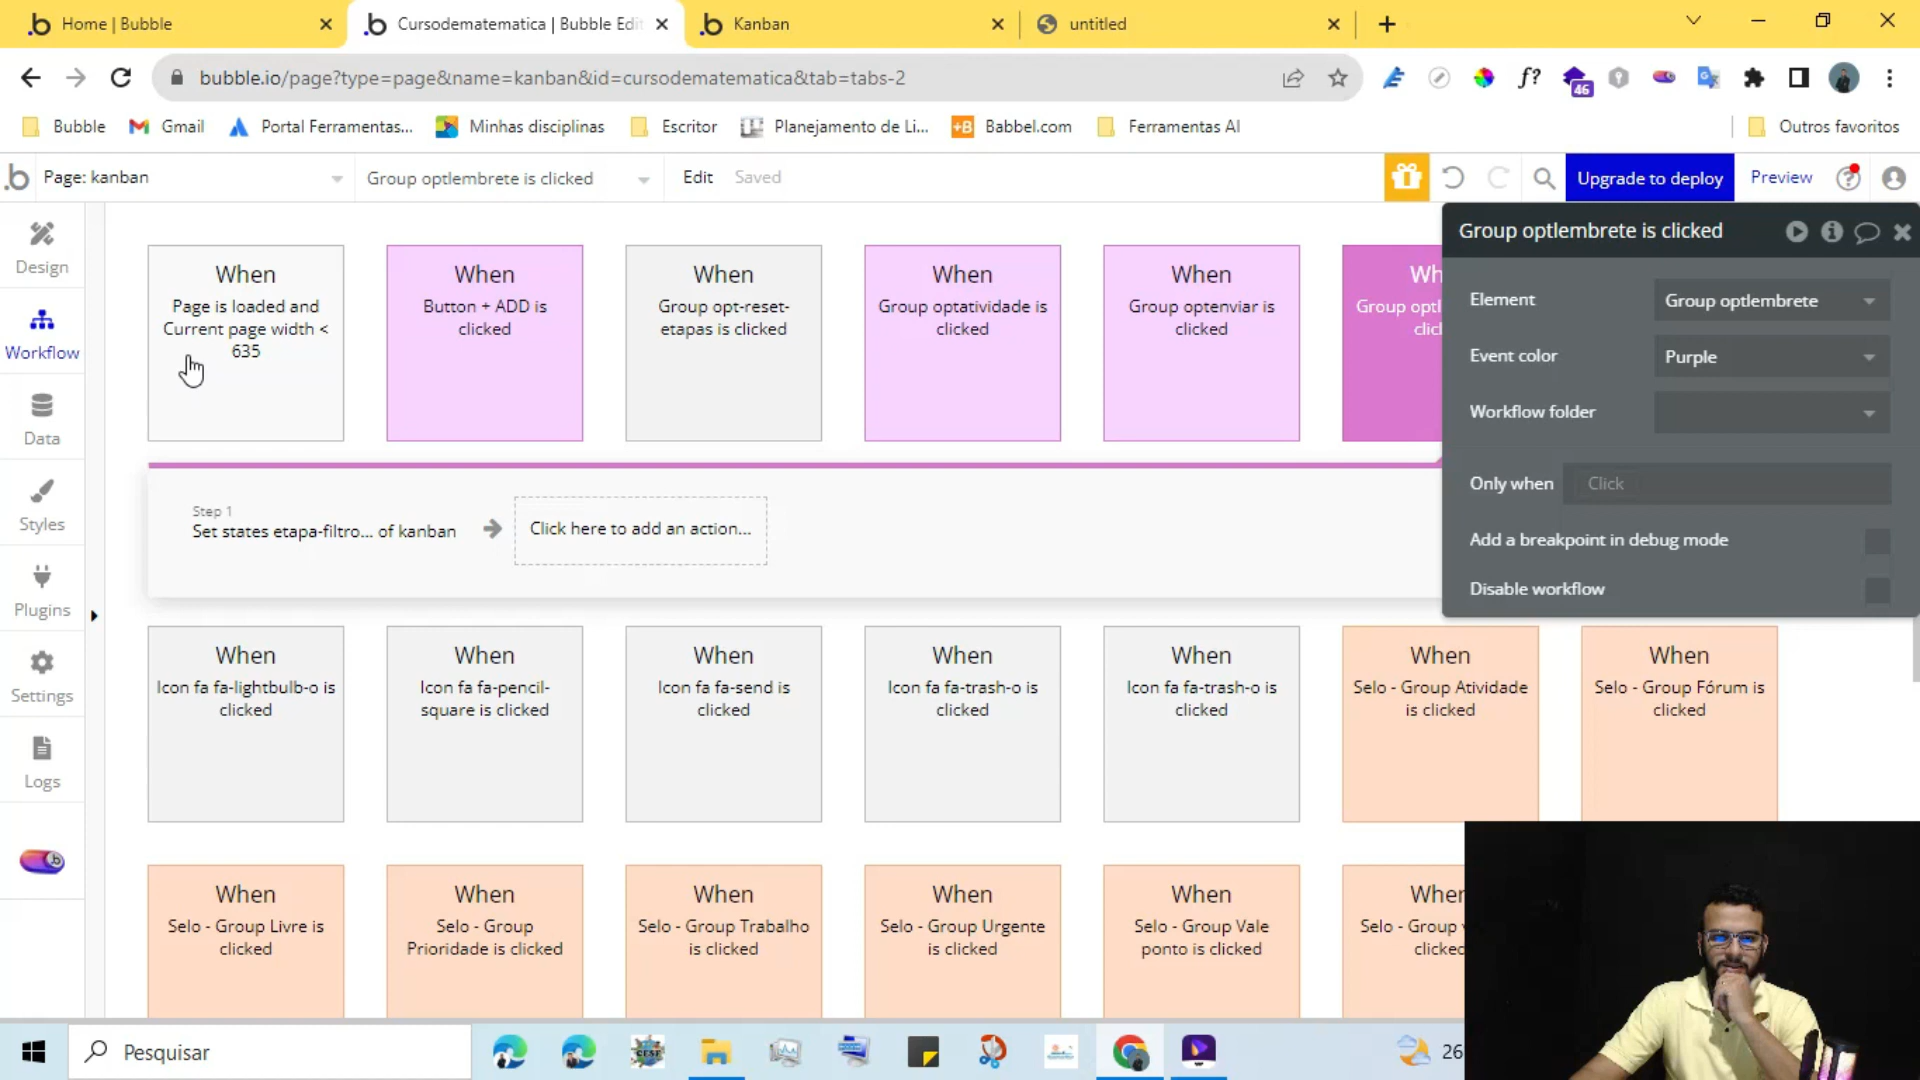 Home | Bubble
Cursodematematica | Bubble Edi
Kanban
untitled
bubble.io/page?type=page&name=kanban&id=cursodematematica&tab=tabs-2
46
Bubble
Gmail
Portal Ferramentas...
Minhas disciplinas
Escritor
Planejamento de Li...
+B
Babbel.com
Ferramentas AI
Outros favoritos
Page: kanban
Group optlembrete is clicked
Edit
Saved
Upgrade to deploy
Preview
Design
Workflow
Data
Styles
Plugins
Settings
Logs
When
Page is loaded and
Current page width <
635
When
Button + ADD is
clicked
When
Group opt-reset-
etapas is clicked
When
Group optatividade is
clicked
When
Group optenviar is
clicked
Wh
Group optl
clic
Group optlembrete is clicked
Element
Group optlembrete
Event color
Purple
Workflow folder
Only when
Click
Add a breakpoint in debug mode
Disable workflow
Step 1
Set states etapa-filtro... of kanban
Click here to add an action...
When
Icon fa fa-lightbulb-o is
clicked
When
Icon fa fa-pencil-
square is clicked
When
Icon fa fa-send is
clicked
When
Icon fa fa-trash-o is
clicked
When
Icon fa fa-trash-o is
clicked
When
Selo - Group Atividade
is clicked
When
Selo - Group Fórum is
clicked
When
Selo - Group Livre is
clicked
When
Selo - Group
Prioridade is clicked
When
Selo - Group Trabalho
is clicked
When
Selo - Group Urgente
is clicked
When
Selo - Group Vale
ponto is clicked
When
Selo - Group
clicked
Pesquisar
26